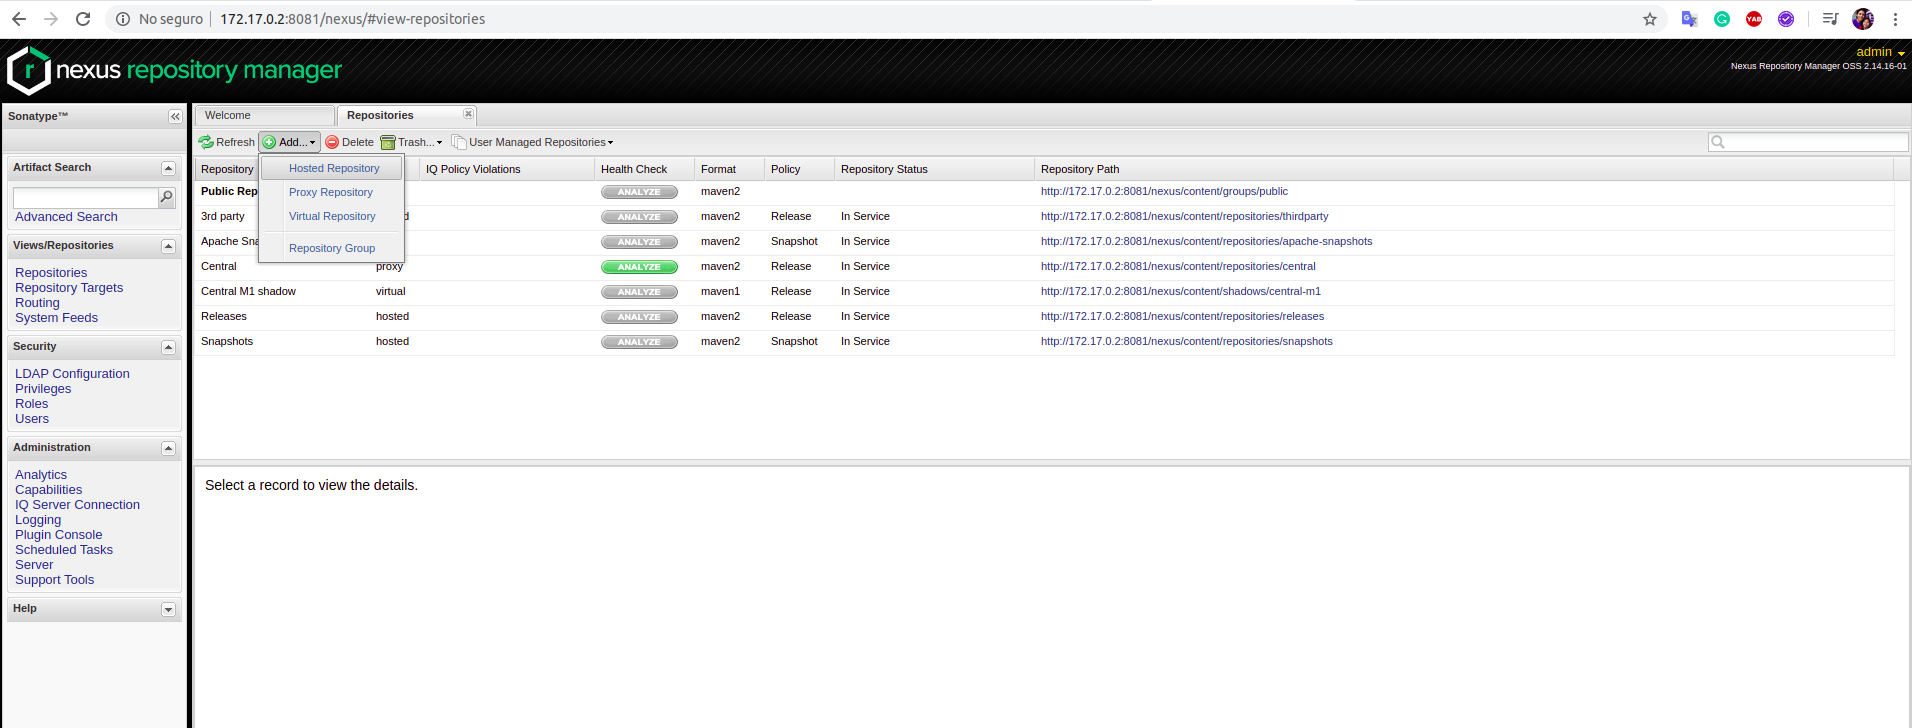 No seguro 172.17.0.2:8081/nexus/#view-repositories
YAB
r nexus repository manager
admin
Nexus Repository Manager OSS 2.14.16-01
Sonatype™
Welcome Repositories
Refresh Add... Delete Trash... User Managed Repositories
Artifact Search
Advanced Search
Views/Repositories
Repositories
Repository Targets
Routing
System Feeds
Security
LDAP Configuration
Privileges
Roles
Users
Administration
Analytics
Capabilities
IQ Server Connection
Logging
Plugin Console
Scheduled Tasks
Server
Support Tools
Help
Hosted Repository
Proxy Repository
Virtual Repository
Repository Group
Repository IQ Policy Violations Health Check Format Policy Repository Status Repository Path
Public Rep ANALYZE maven2 http://172.17.0.2:8081/nexus/content/groups/public
3rd party d ANALYZE maven2 Release In Service http://172.17.0.2:8081/nexus/content/repositories/thirdparty
Apache Sna ANALYZE maven2 Snapshot In Service http://172.17.0.2:8081/nexus/content/repositories/apache-snapshots
Central proxy ANALYZE maven2 Release In Service http://172.17.0.2:8081/nexus/content/repositories/central
Central M1 shadow virtual ANALYZE maven1 Release In Service http://172.17.0.2:8081/nexus/content/shadows/central-m1
Releases hosted ANALYZE maven2 Release In Service http://172.17.0.2:8081/nexus/content/repositories/releases
Snapshots hosted ANALYZE maven2 Snapshot In Service http://172.17.0.2:8081/nexus/content/repositories/snapshots
Select a record to view the details.